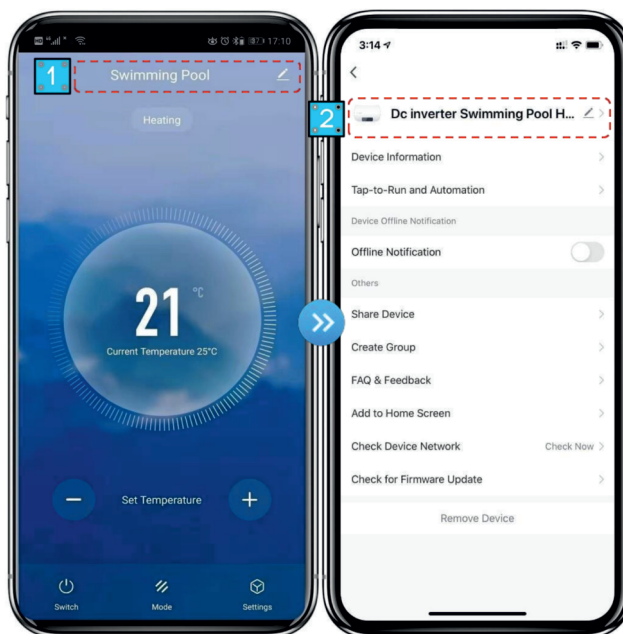 17:10
1
Swimming Pool
Heating
21 °C
Current Temperature 25°C
Set Temperature
Switch
Mode
Settings
3:14
2
Dc inverter Swimming Pool H...
Device Information
Tap-to-Run and Automation
Device Offline Notification
Offline Notification
Others
Share Device
Create Group
FAQ & Feedback
Add to Home Screen
Check Device Network
Check Now
Check for Firmware Update
Remove Device